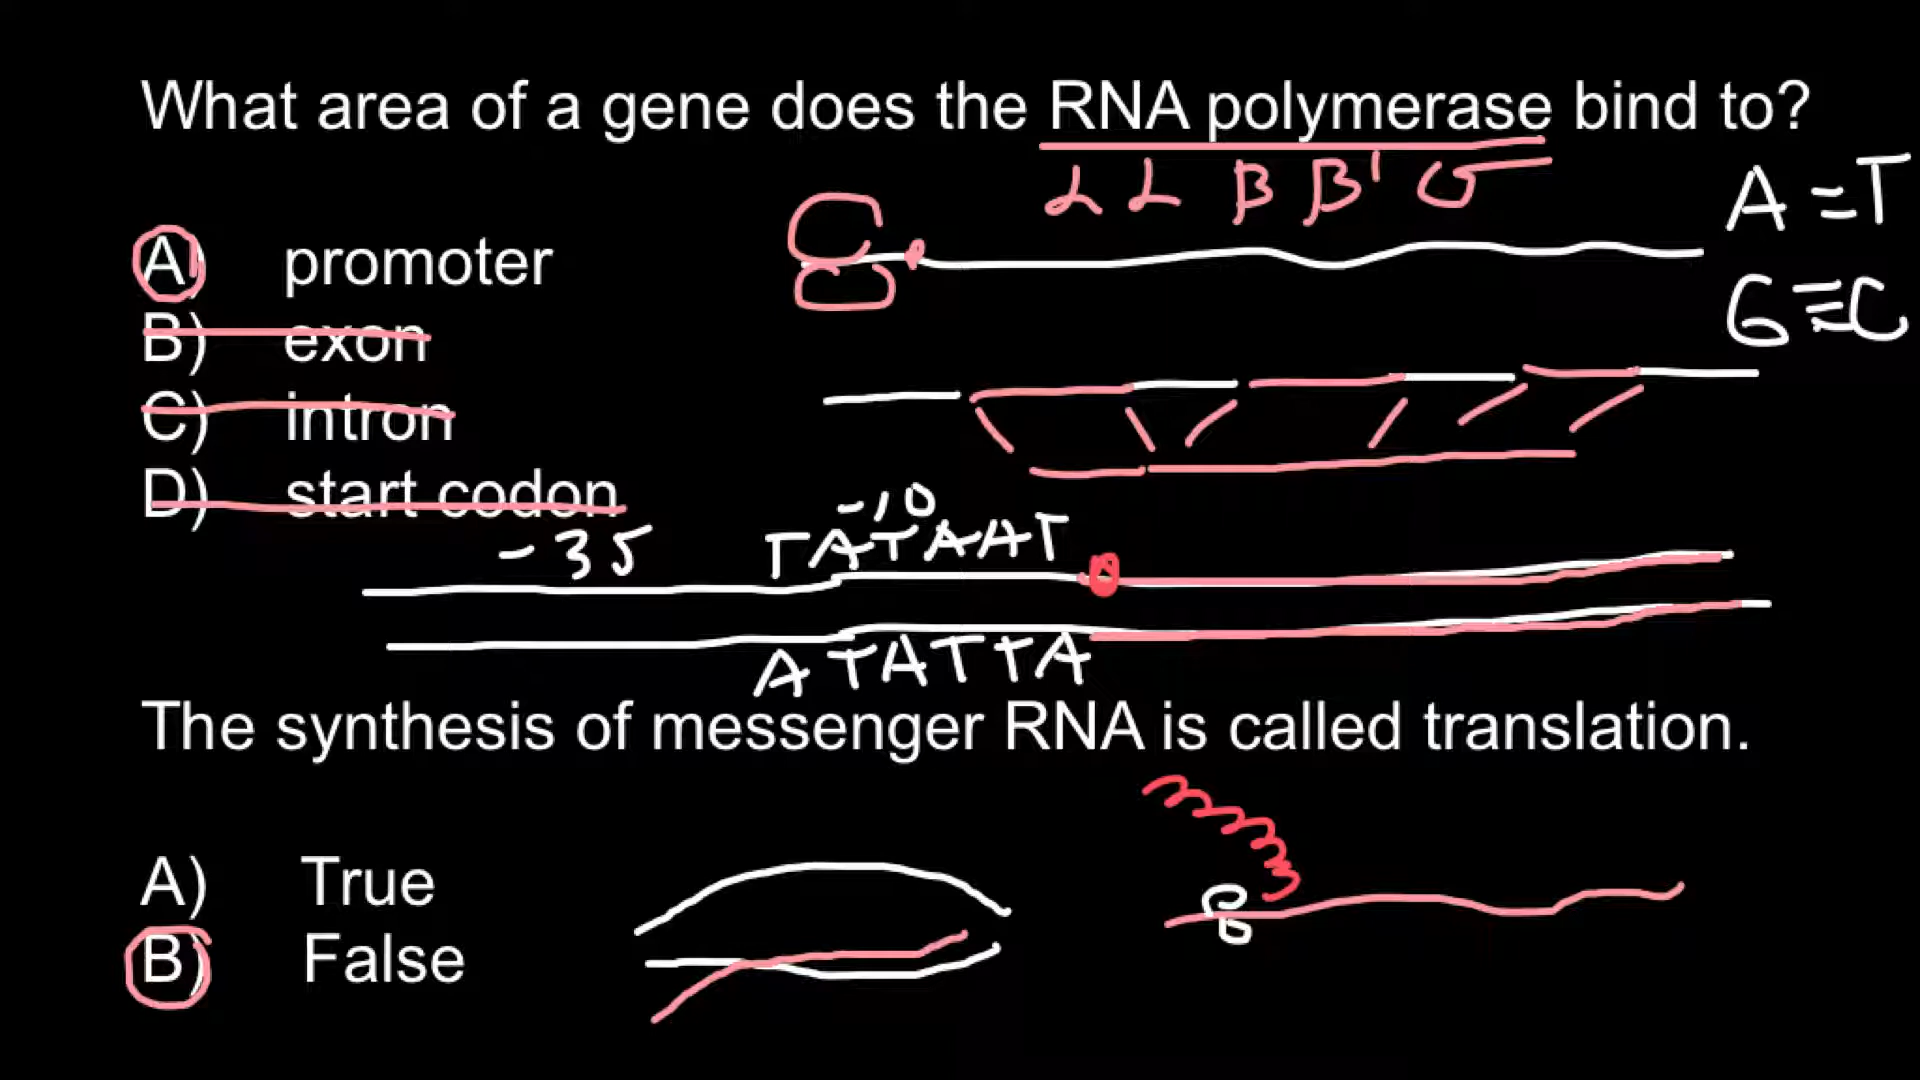 What area of a gene does the RNA polymerase bind to?
α α β β' σ
A = T
A) promoter
G ≡ C
B) exon
C) intron
D) start codon
-10
-35 TATAAT
ATATTA
The synthesis of messenger RNA is called translation.
A) True
B) False